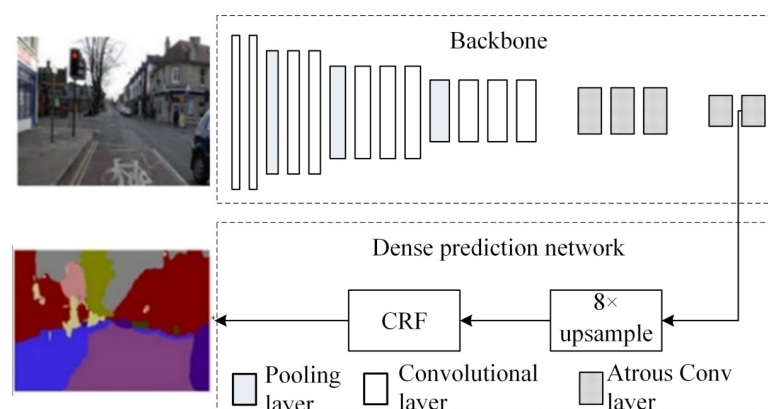 Backbone
Dense prediction network
CRF
8×
upsample
Pooling
layer
Convolutional
layer
Atrous Conv
layer